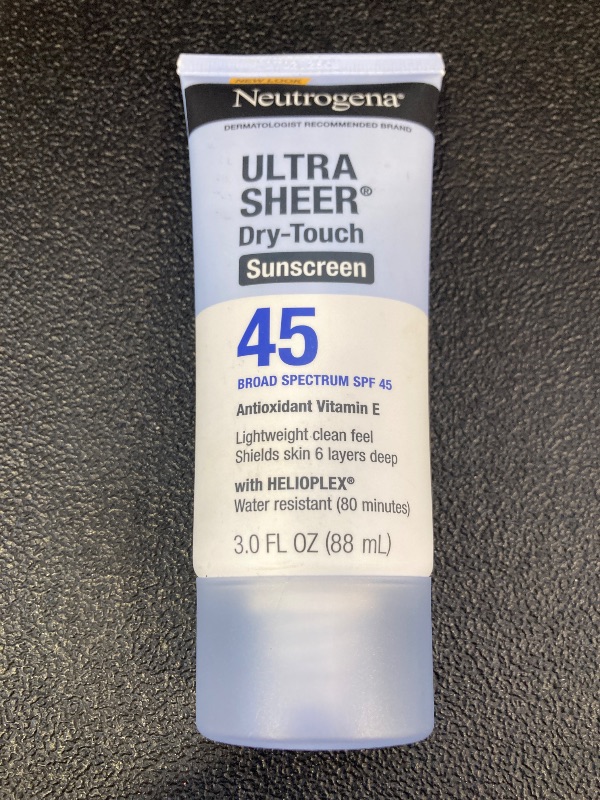 NEW LOOK
Neutrogena®
DERMATOLOGIST RECOMMENDED BRAND
ULTRA
SHEER®
Dry-Touch
Sunscreen
45
BROAD SPECTRUM SPF 45
Antioxidant Vitamin E
Lightweight clean feel
Shields skin 6 layers deep
with HELIOPLEX®
Water resistant (80 minutes)
3.0 FL OZ (88 mL)